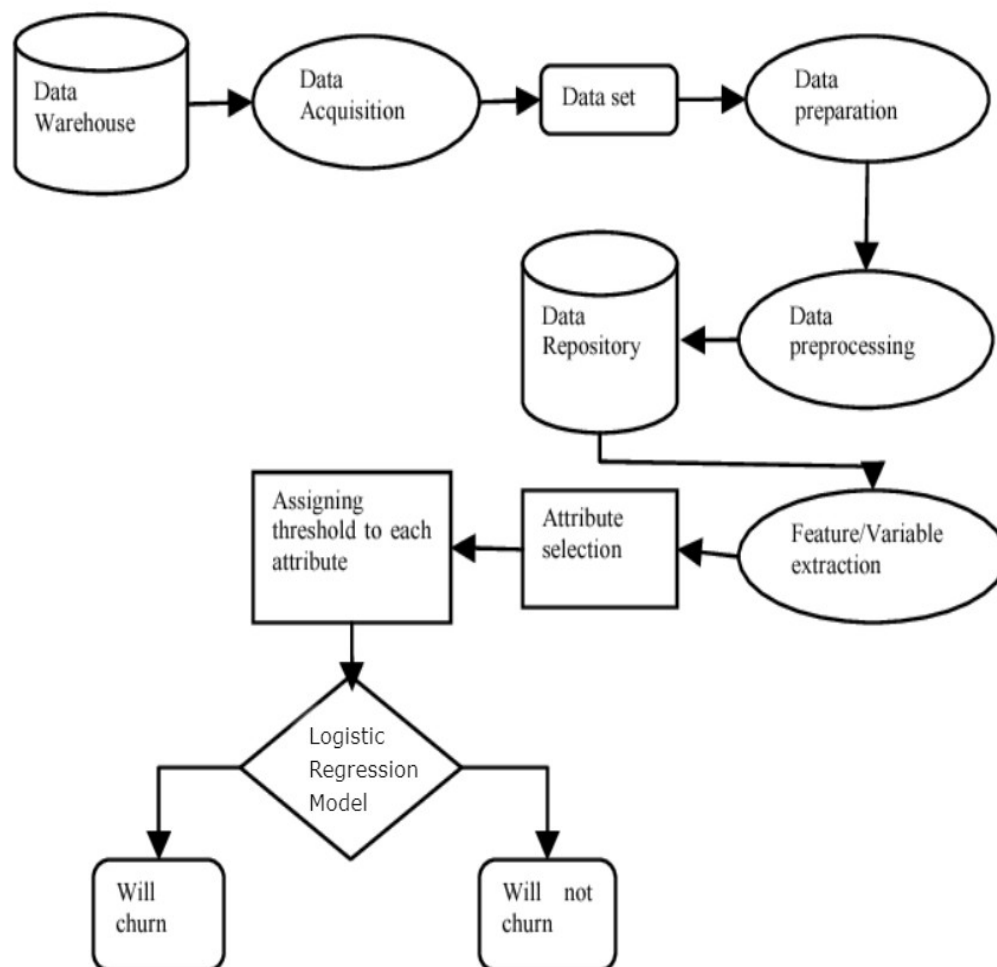 Data
Warehouse
Data
Acquisition
Data set
Data
preparation
Data
preprocessing
Data
Repository
Feature/Variable
extraction
Attribute
selection
Assigning
threshold to each
attribute
Logistic
Regression
Model
Will
churn
Will not
churn